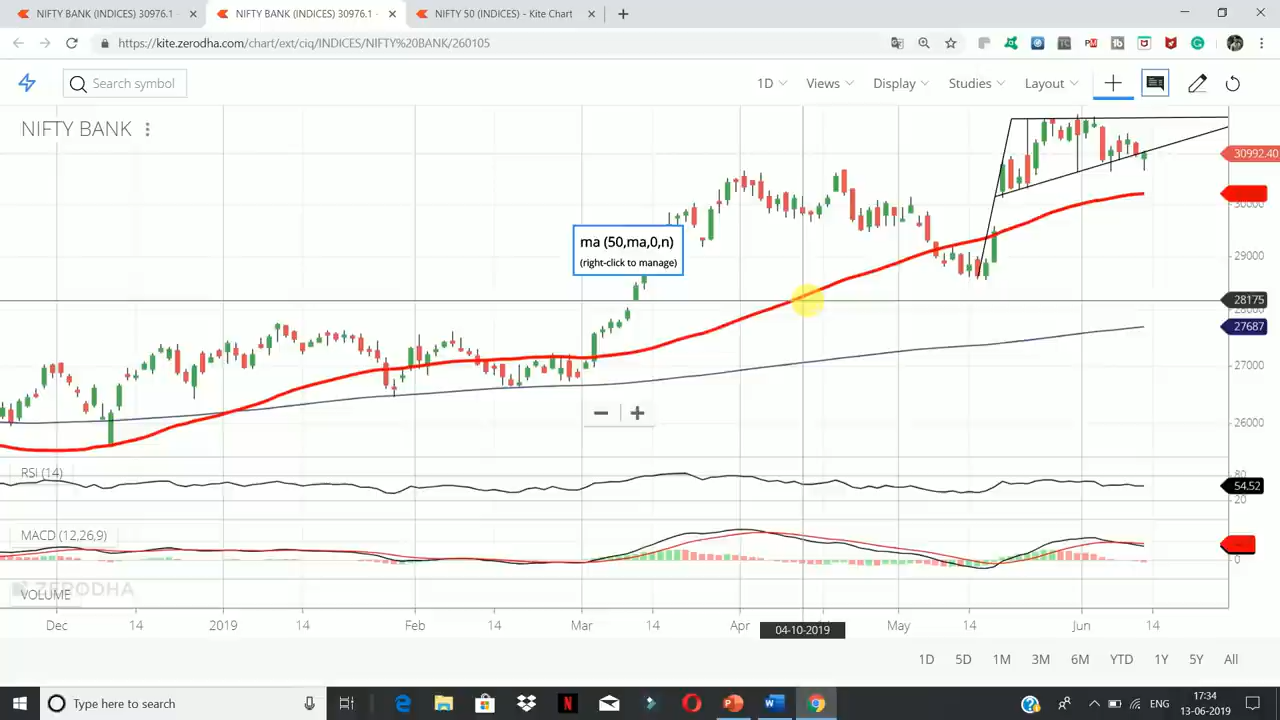 NIFTY BANK (INDICES) 30976.1 -
NIFTY BANK (INDICES) 30976.1 -
NIFTY 50 (INDICES) - Kite Chart
https://kite.zerodha.com/chart/ext/ciq/INDICES/NIFTY%20BANK/260105
Search symbol
1D
Views
Display
Studies
Layout
NIFTY BANK
30992.40
30000
29000
28175
28000
27687
27000
26000
ma (50,ma,0,n)
(right-click to manage)
RSI (14)
80
54.52
20
MACD (12,26,9)
0
ZERODHA
VOLUME
Dec 14 2019 14 Feb 14 Mar 14 Apr 04-10-2019 May 14 Jun 14
1D 5D 1M 3M 6M YTD 1Y 5Y All
Type here to search
ENG
17:34
13-06-2019